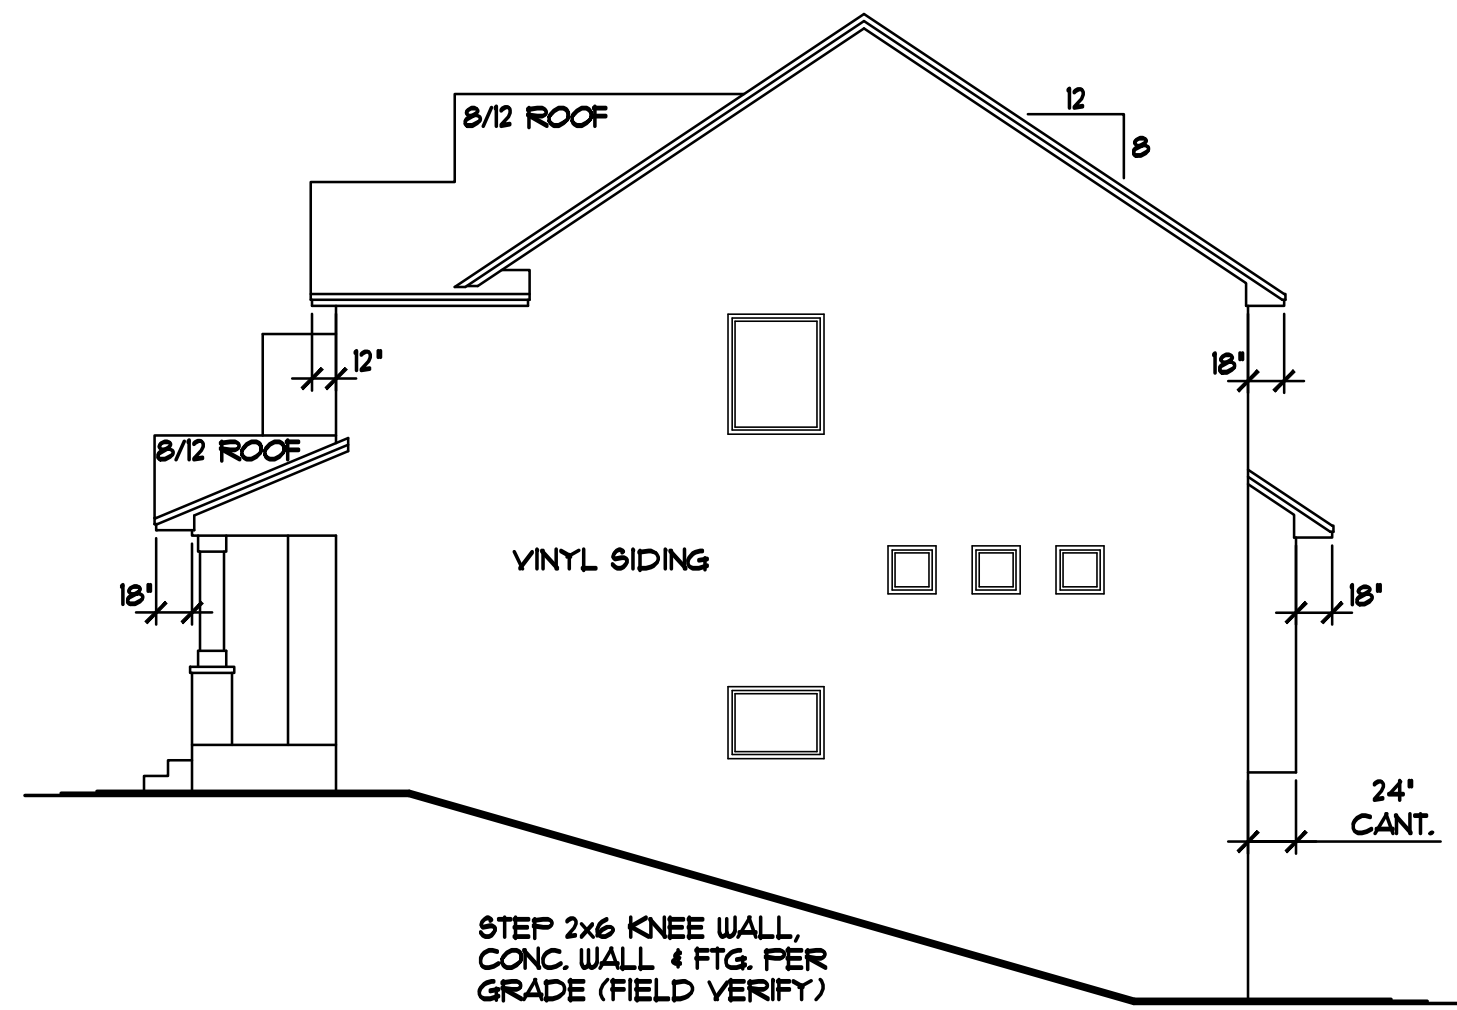 12
8/12 ROOF
8
12"
18"
8/12 ROOF
VINYL SIDING
18"
18"
24"
CANT.
STEP 2x6 KNEE WALL,
CONC. WALL & FTG. PER
GRADE (FIELD VERIFY)